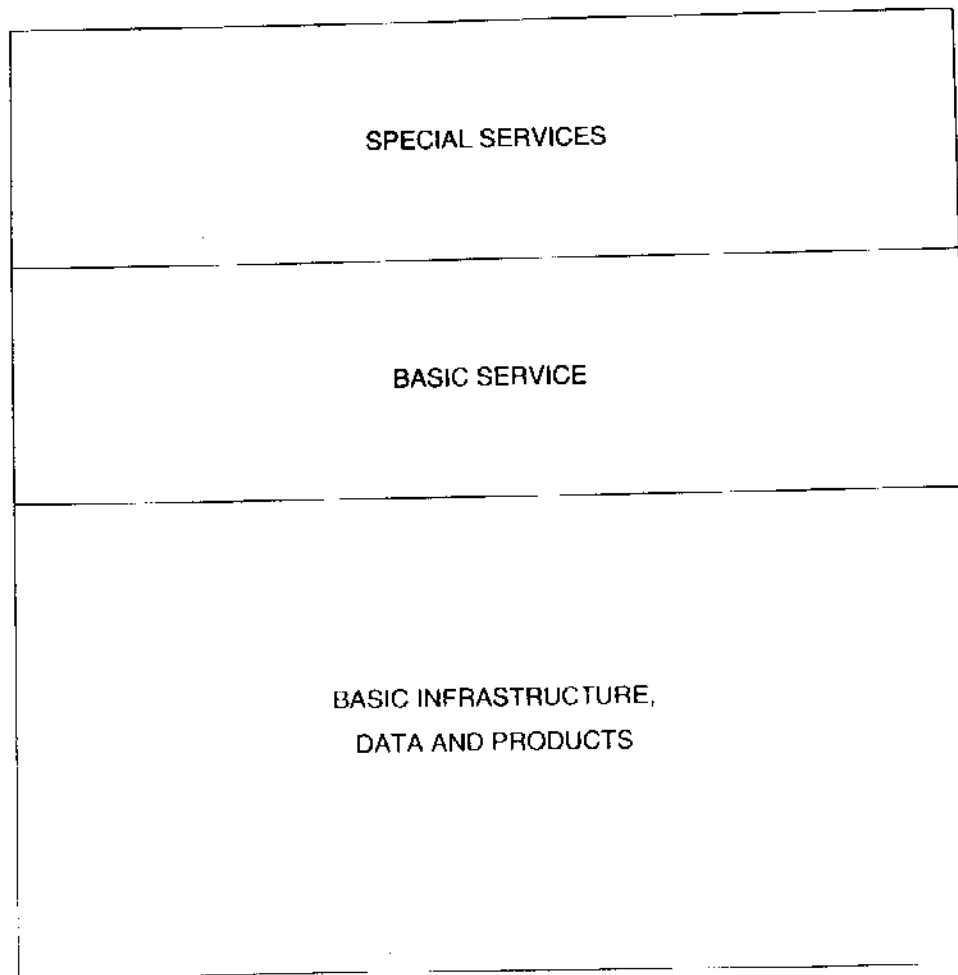 SPECIAL SERVICES
BASIC SERVICE
BASIC INFRASTRUCTURE,
DATA AND PRODUCTS